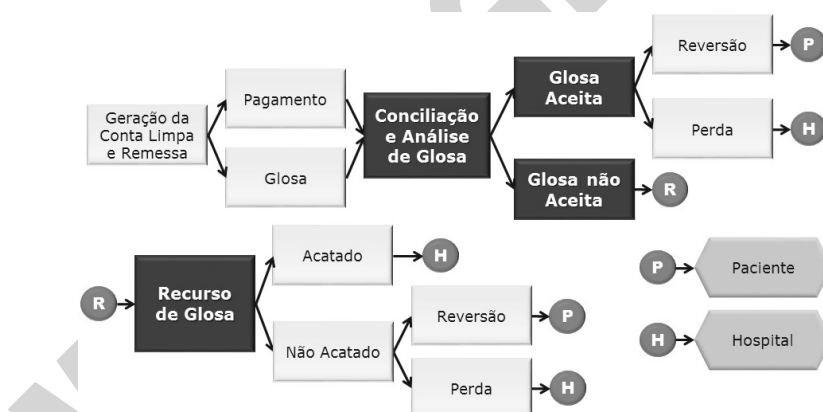 Reversão
P
Glosa
Aceita
Pagamento
Conciliação
e Análise
de Glosa
Geração da
Conta Limpa
e Remessa
Perda
H
Glosa
Glosa não
Aceita
R
Acatado
H
P
Paciente
R
Recurso
de Glosa
Reversão
P
Não Acatado
H
Hospital
Perda
H